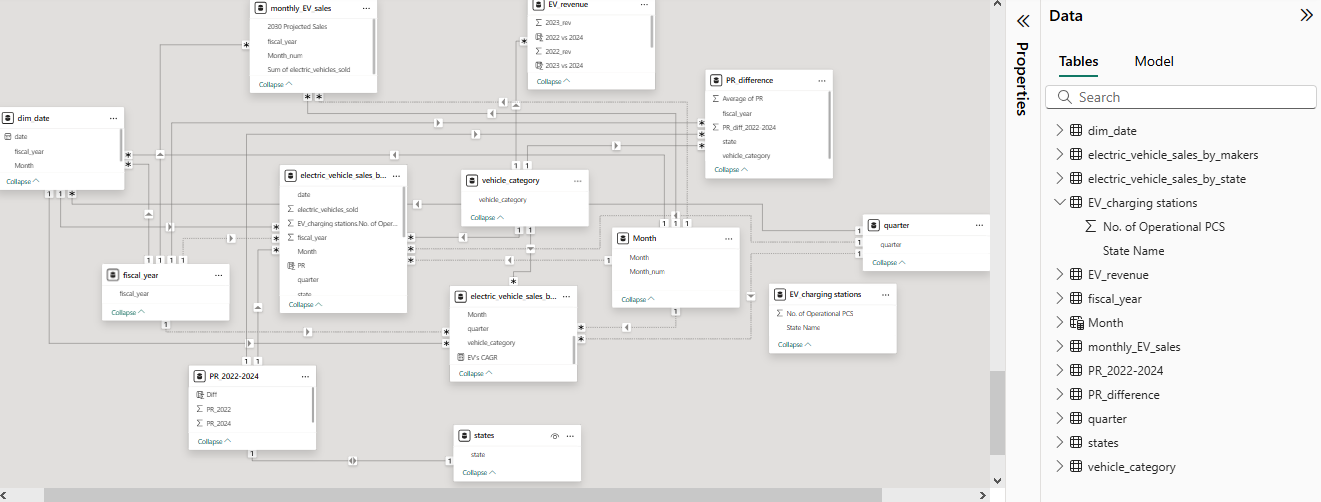 monthly_EV_sales
2030 Projected Sales
fiscal_year
Month_num
Sum of electric_vehicles_sold
Collapse
EV_revenue
2023_rev
2022 vs 2024
2022_rev
2023 vs 2024
Collapse
PR_difference
Average of PR
fiscal_year
PR_diff_2022-2024
state
vehicle_category
Collapse
dim_date
date
fiscal_year
Month
Collapse
electric_vehicle_sales_b...
date
electric_vehicles_sold
EV_charging stations.No. of Oper...
fiscal_year
Month
PR
quarter
state
Collapse
vehicle_category
vehicle_category
Collapse
Month
Month
Month_num
Collapse
quarter
quarter
Collapse
fiscal_year
fiscal_year
Collapse
electric_vehicle_sales_b...
Month
quarter
vehicle_category
EV's CAGR
Collapse
EV_charging stations
No. of Operational PCS
State Name
Collapse
PR_2022-2024
Diff
PR_2022
PR_2024
Collapse
states
state
Collapse
Properties
Data
Tables Model
Search
dim_date
electric_vehicle_sales_by_makers
electric_vehicle_sales_by_state
EV_charging stations
No. of Operational PCS
State Name
EV_revenue
fiscal_year
Month
monthly_EV_sales
PR_2022-2024
PR_difference
quarter
states
vehicle_category